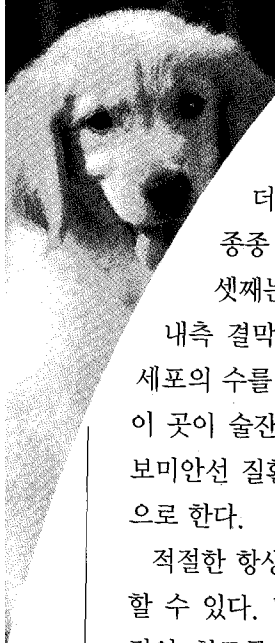 더
종종
셋째는
내측 결막
세포의 수를
이 곳이 술잔
보미안선 질환
으로 한다.
적절한 항생
할 수 있다.